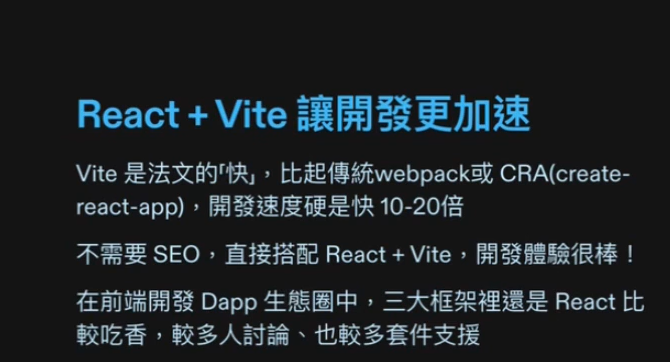 React + Vite 讓開發更加速
Vite 是法文的「快」，比起傳統webpack或 CRA(create-
react-app)，開發速度硬是快 10-20倍
不需要 SEO，直接搭配 React + Vite，開發體驗很棒！
在前端開發 Dapp 生態圈中，三大框架裡還是 React 比
較吃香，較多人討論、也較多套件支援